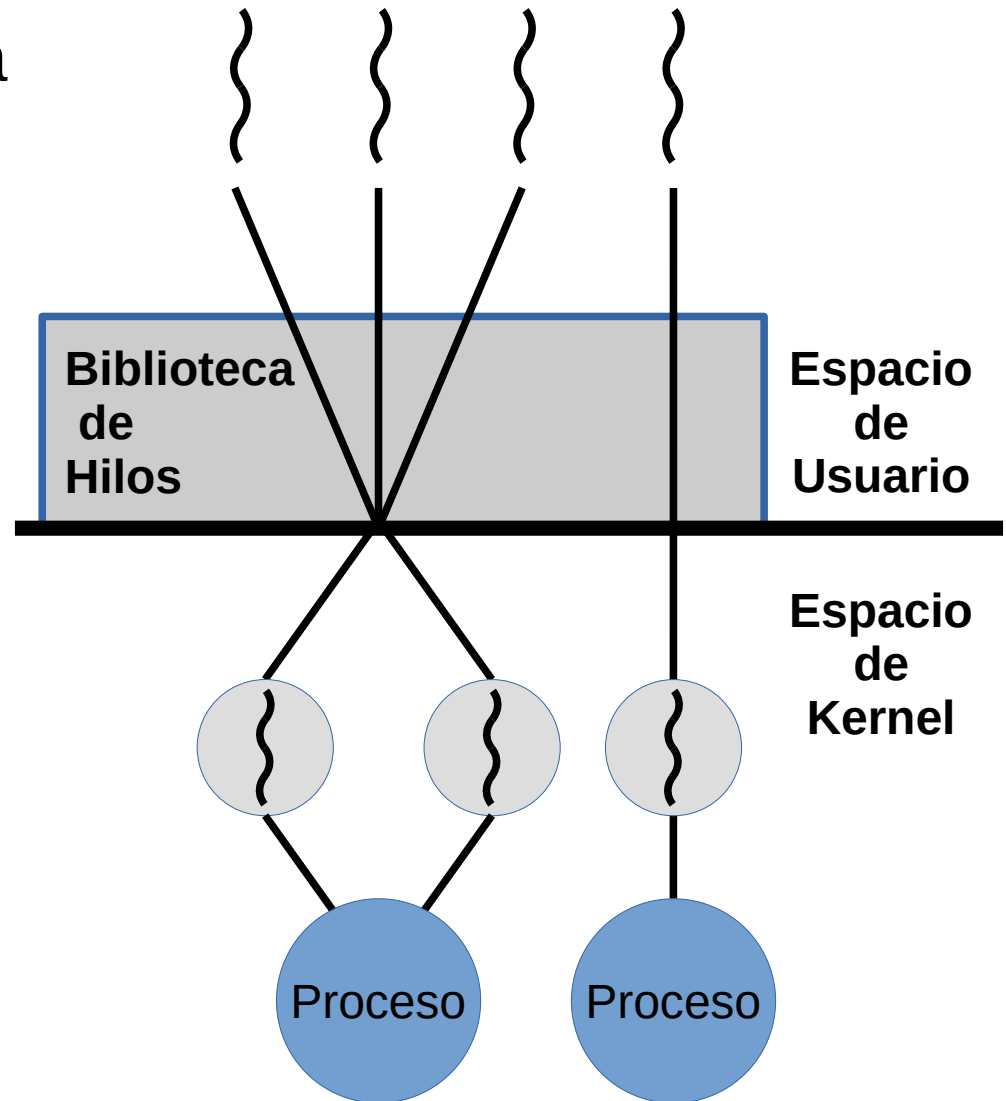 a
Biblioteca
de
Hilos
Espacio
de
Usuario
Espacio
de
Kernel
Proceso
Proceso